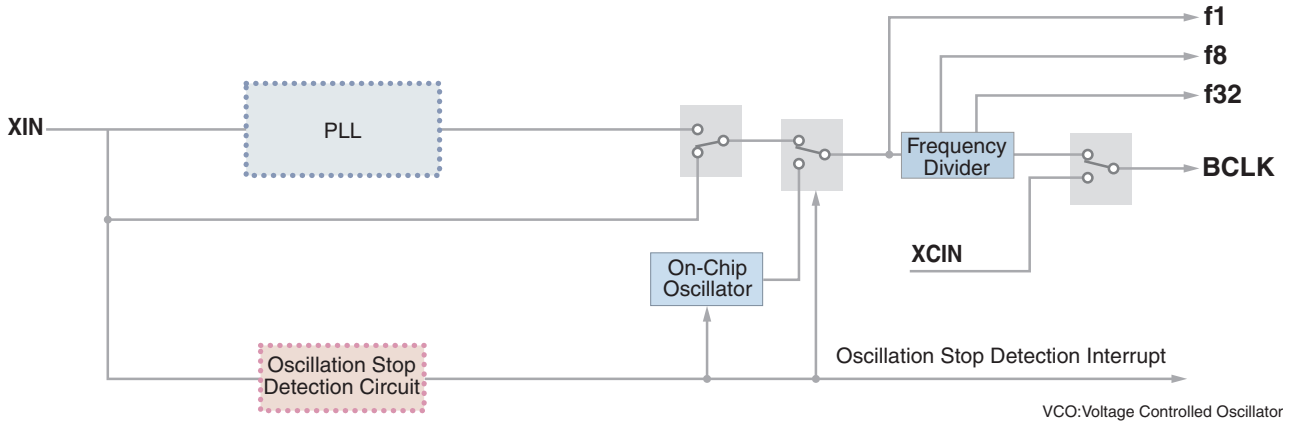 f1
f8
f32
XIN
PLL
Frequency
Divider
BCLK
XCIN
On-Chip
Oscillator
Oscillation Stop
Detection Circuit
Oscillation Stop Detection Interrupt
VCO:Voltage Controlled Oscillator